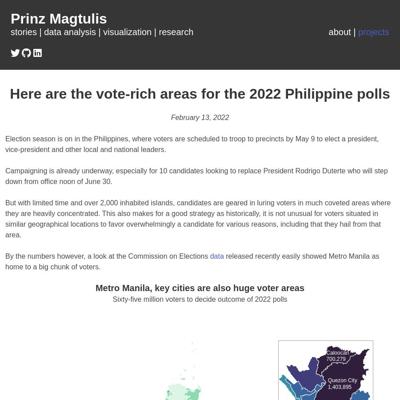 Prinz Magtulis
stories | data analysis | visualization | research
about | projects
Here are the vote-rich areas for the 2022 Philippine polls
February 13, 2022
Election season is on in the Philippines, where voters are scheduled to troop to precincts by May 9 to elect a president,
vice-president and other local and national leaders.
Campaigning is already underway, especially for 10 candidates looking to replace President Rodrigo Duterte who will step
down from office noon of June 30.
But with limited time and over 2,000 inhabited islands, candidates are geared in luring voters in much coveted areas where
they are heavily concentrated. This also makes for a good strategy as historically, it is not unusual for voters situated in
similar geographical locations to favor overwhelmingly a candidate for various reasons, including that they hail from that
area.
By the numbers however, a look at the Commission on Elections data released recently easily showed Metro Manila as
home to a big chunk of voters.
Metro Manila, key cities are also huge voter areas
Sixty-five million voters to decide outcome of 2022 polls
Caloocan
700,279
Quezon City
1,403,895